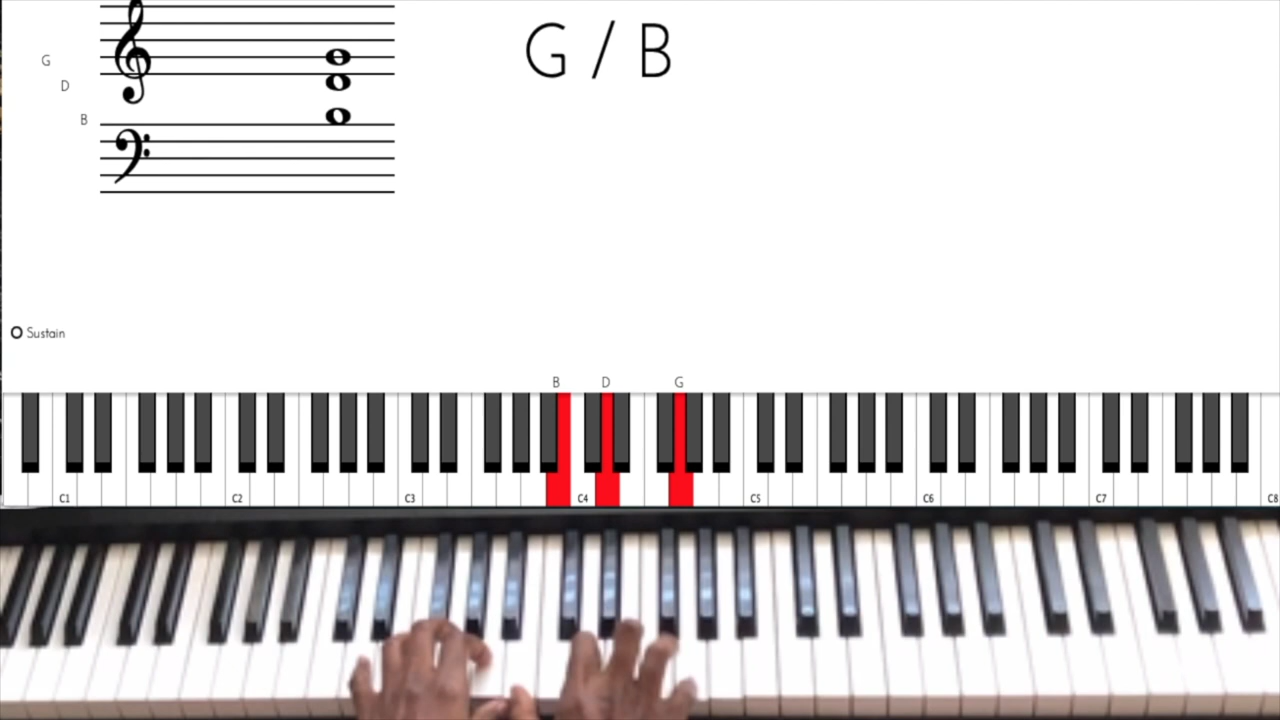 G / B
G
D
B
Sustain
B D G
C1 C2 C3 C4 C5 C6 C7 C8